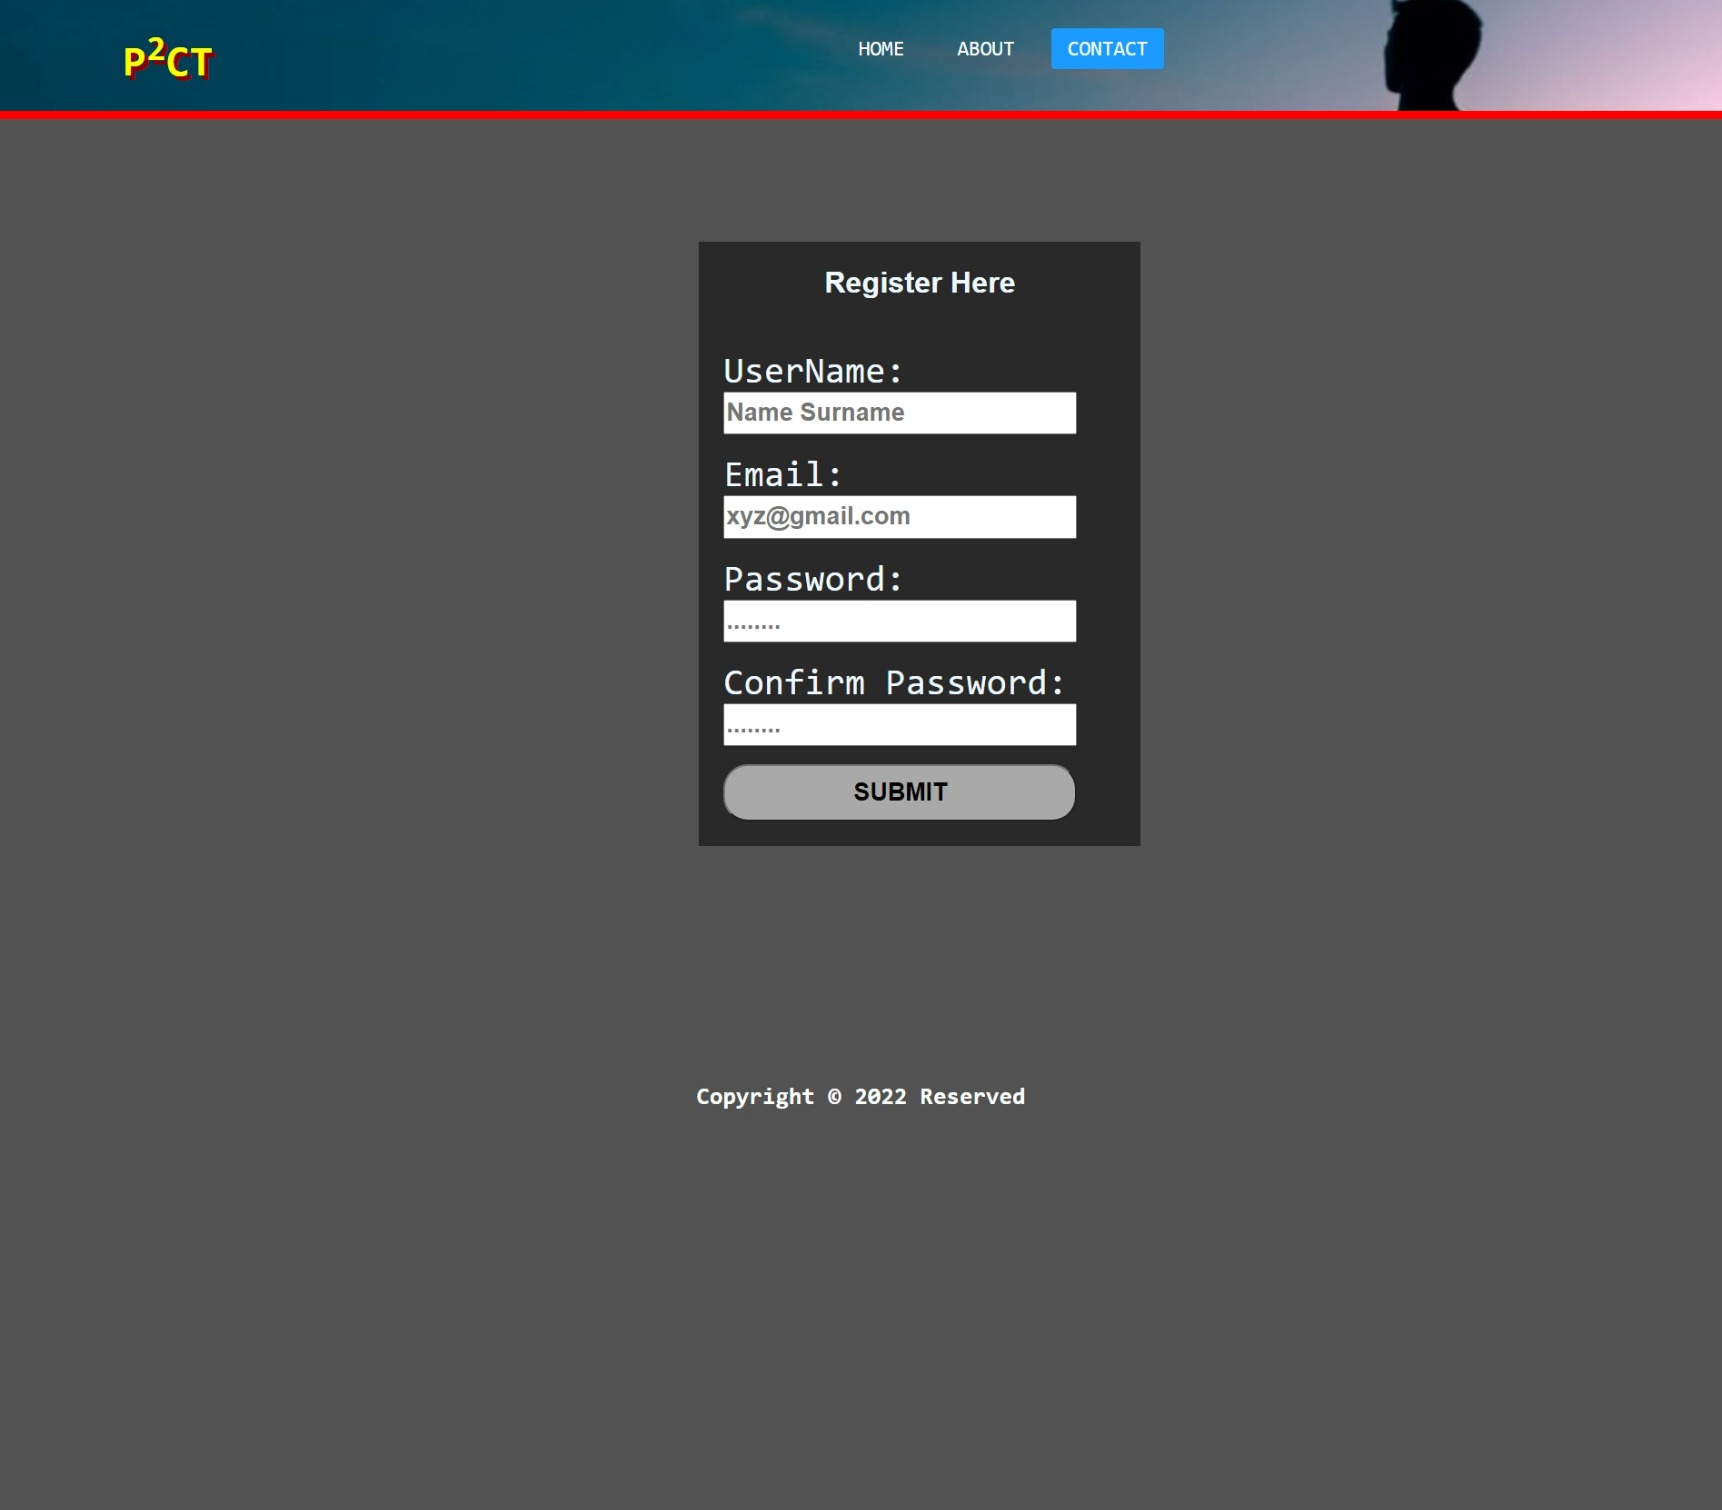 P²CT
HOME ABOUT CONTACT
Register Here
UserName:
Name Surname
Email:
xyz@gmail.com
Password:
........
Confirm Password:
........
SUBMIT
Copyright © 2022 Reserved